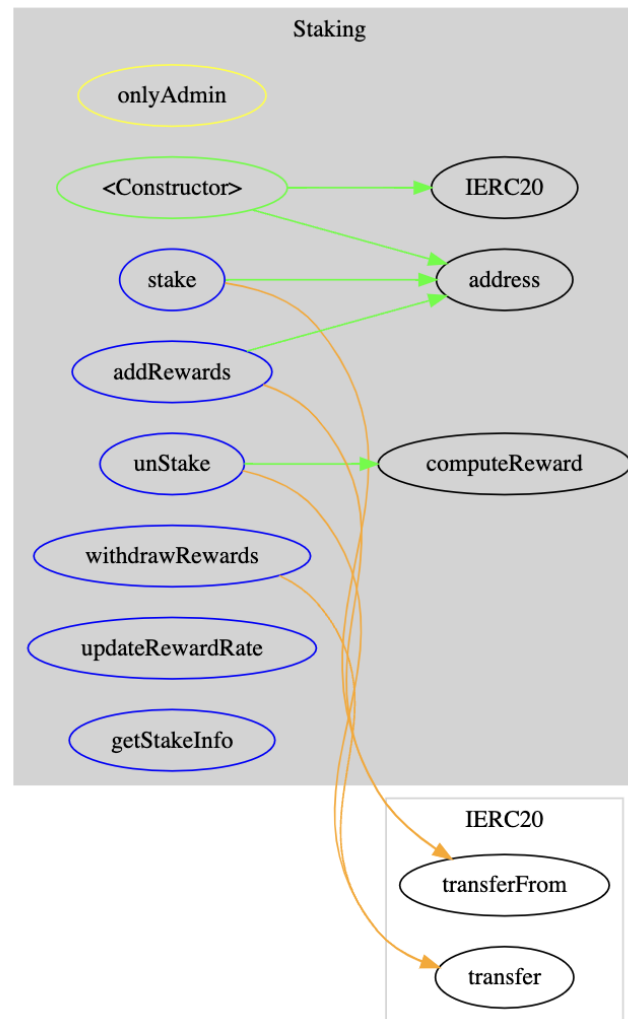 Staking
onlyAdmin
<Constructor>
IERC20
stake
address
addRewards
unStake
computeReward
withdrawRewards
updateRewardRate
getStakeInfo
IERC20
transferFrom
transfer